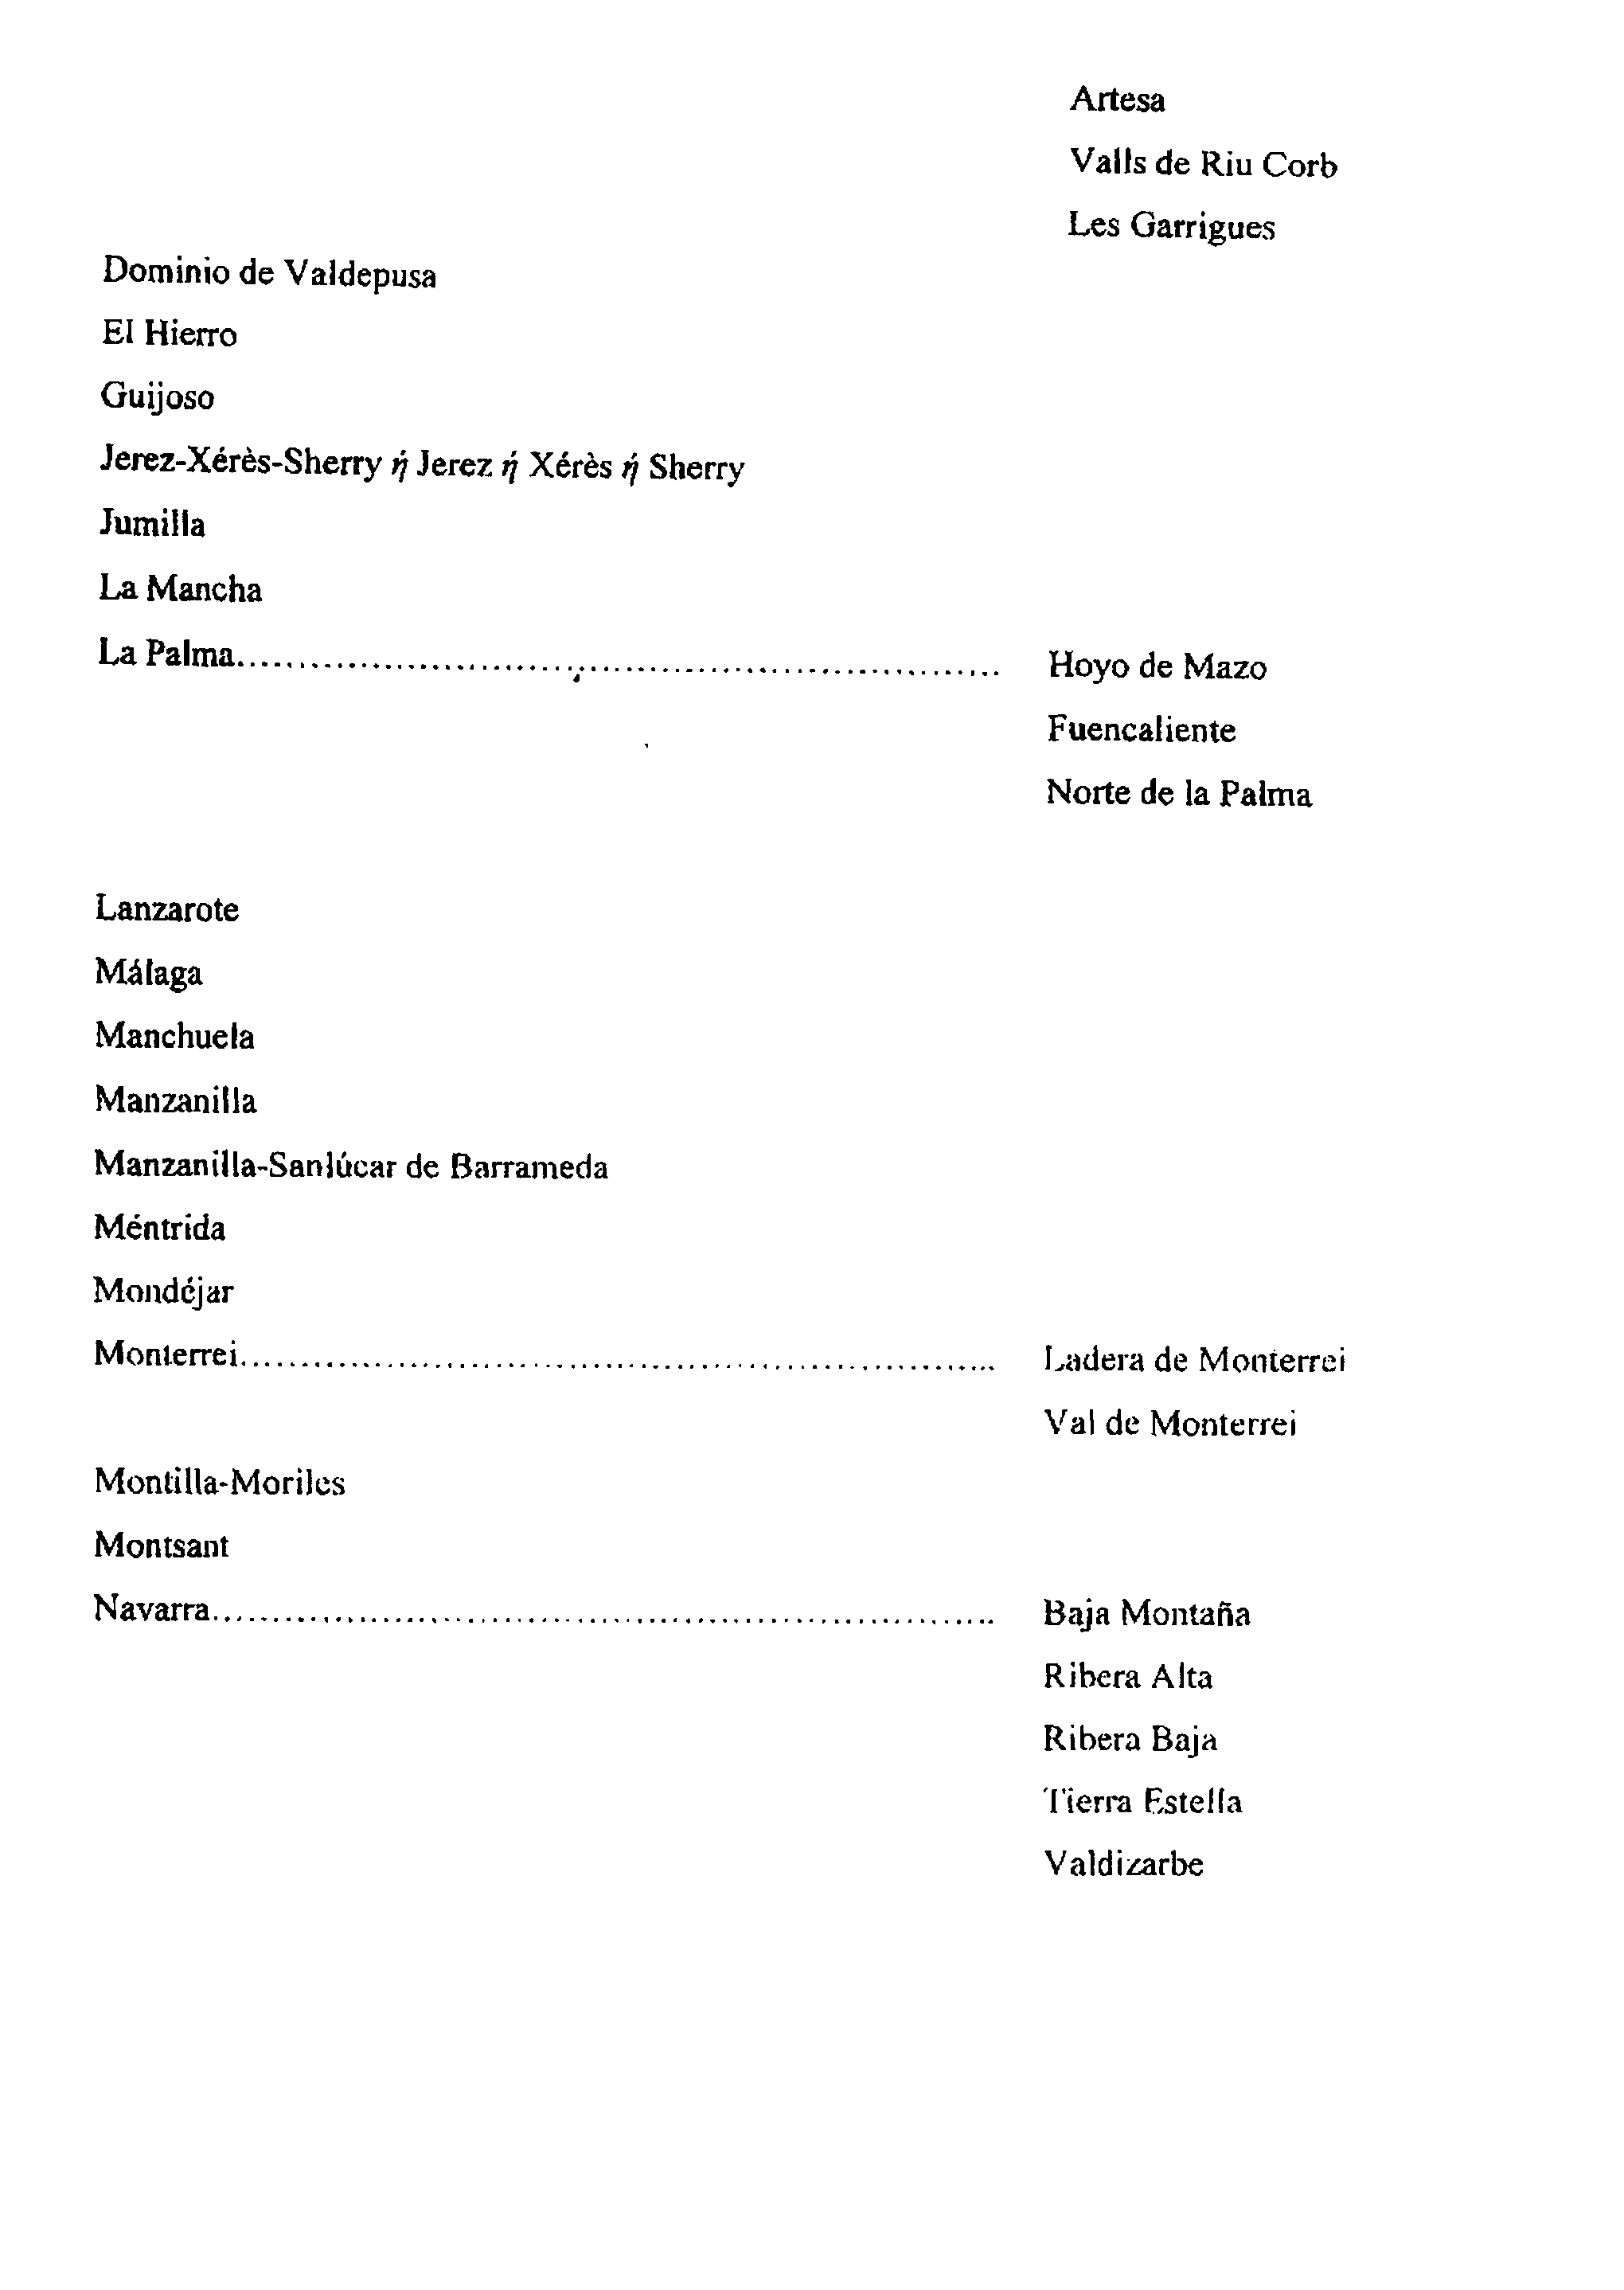 Artesa
Valls de Riu Corb
Les Garrigues
Dominio de Valdepusa
El Hierro
Guijoso
Jerez-Xérès-Sherry ή Jerez ή Xérès ή Sherry
Jumilla
La Mancha
La Palma............................................................... Hoyo de Mazo
Fuencaliente
Norte de la Palma
Lanzarote
Málaga
Manchuela
Manzanilla
Manzanilla-Sanlúcar de Barrameda
Méntrida
Mondéjar
Monterrei.............................................................. Ladera de Monterrei
Val de Monterrei
Montilla-Moriles
Montsant
Navarra................................................................ Baja Montaña
Ribera Alta
Ribera Baja
Tierra Estella
Valdizarbe